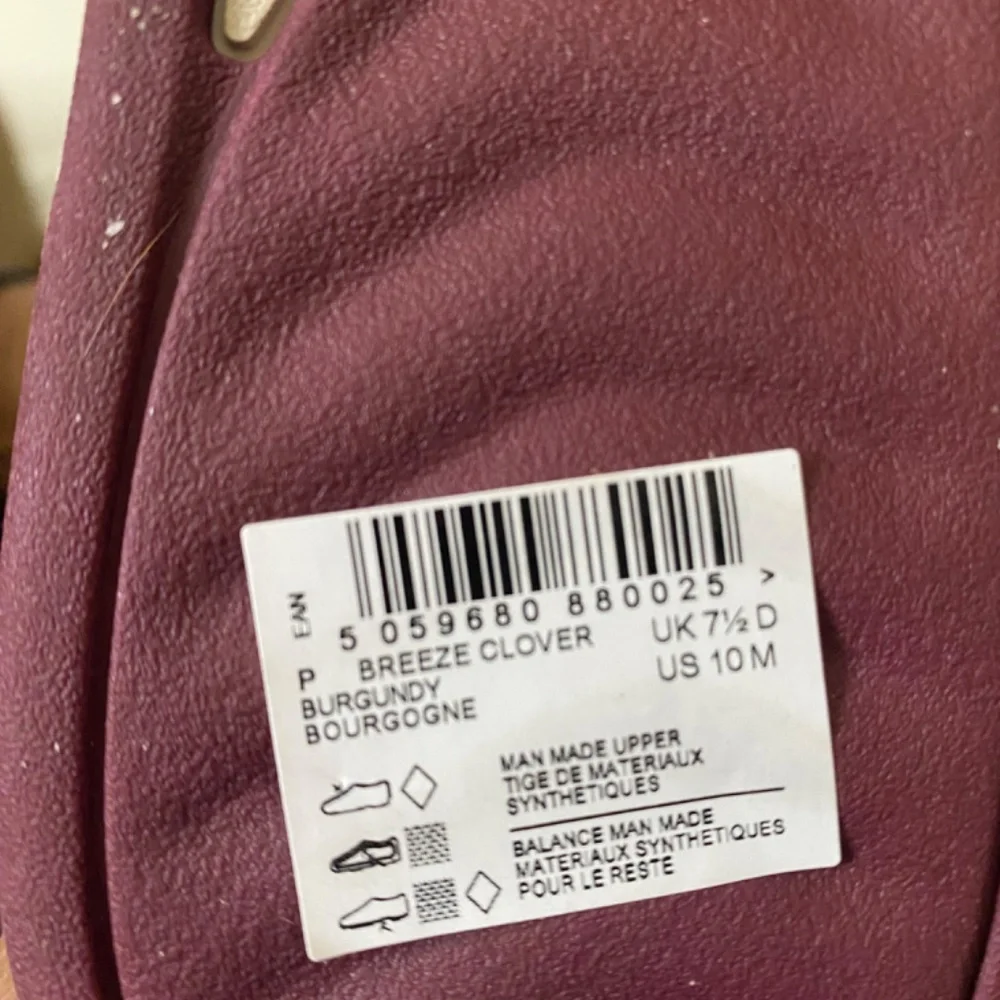 EAN
5 059680 880025 >
P BREEZE CLOVER UK 7½ D
BURGUNDY US 10 M
BOURGOGNE
MAN MADE UPPER
TIGE DE MATERIAUX
SYNTHETIQUES
BALANCE MAN MADE
MATERIAUX SYNTHETIQUES
POUR LE RESTE